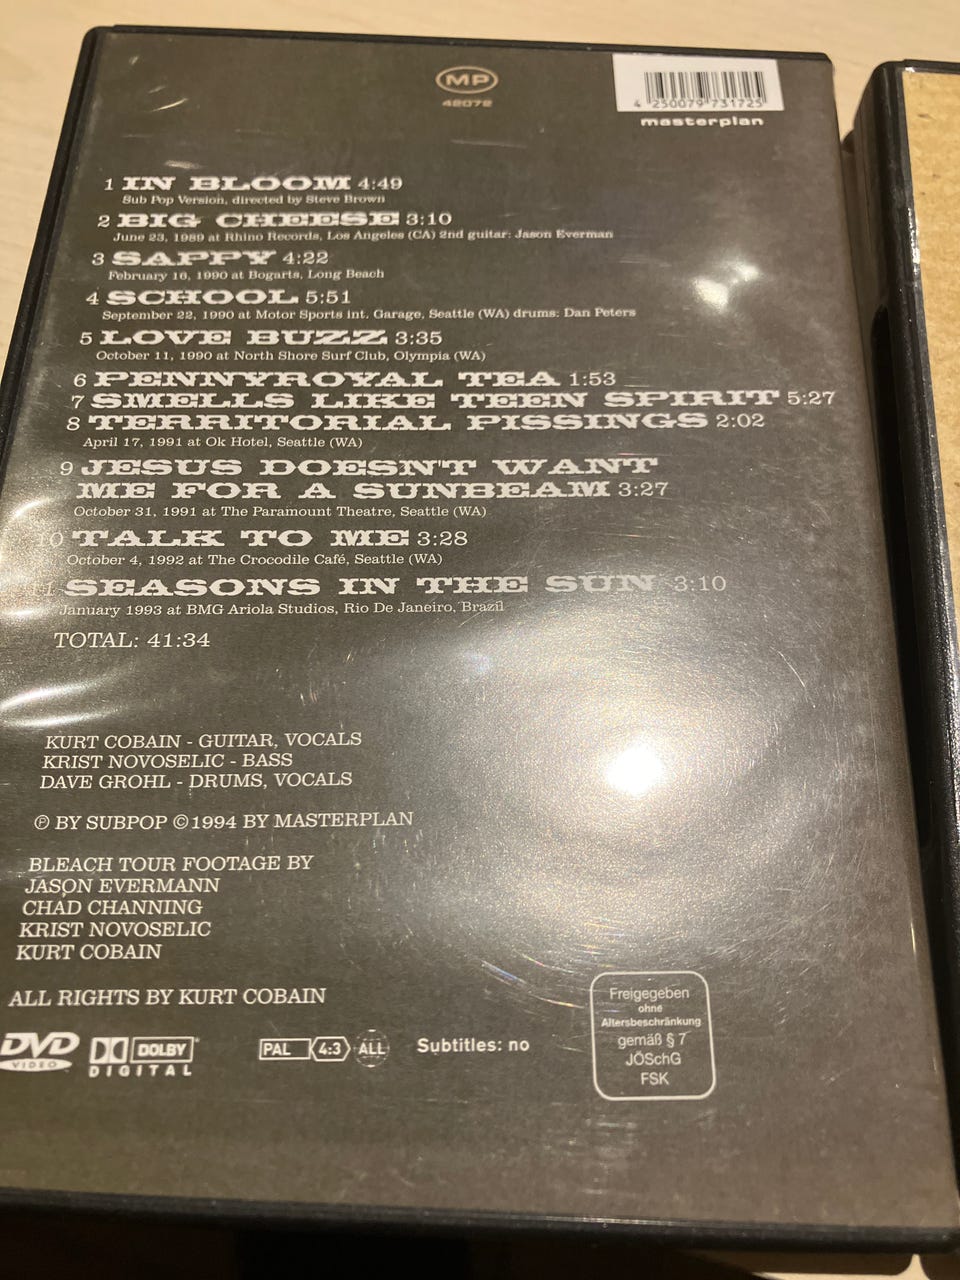 MP
42072
4 250079 731725
masterplan
1 IN BLOOM 4:49
Sub Pop Version, directed by Steve Brown
2 BIG CHEESE 3:10
June 23, 1989 at Rhino Records, Los Angeles (CA) 2nd guitar: Jason Everman
3 SAPPY 4:22
February 16, 1990 at Bogarts, Long Beach
4 SCHOOL 5:51
September 22, 1990 at Motor Sports int. Garage, Seattle (WA) drums: Dan Peters
5 LOVE BUZZ 3:35
October 11, 1990 at North Shore Surf Club, Olympia (WA)
6 PENNYROYAL TEA 1:53
7 SMELLS LIKE TEEN SPIRIT 5:27
8 TERRITORIAL PISSINGS 2:02
April 17, 1991 at Ok Hotel, Seattle (WA)
9 JESUS DOESN'T WANT
ME FOR A SUNBEAM 3:27
October 31, 1991 at The Paramount Theatre, Seattle (WA)
10 TALK TO ME 3:28
October 4, 1992 at The Crocodile Café, Seattle (WA)
11 SEASONS IN THE SUN 3:10
January 1993 at BMG Ariola Studios, Rio De Janeiro, Brazil
TOTAL: 41:34
KURT COBAIN - GUITAR, VOCALS
KRIST NOVOSELIC - BASS
DAVE GROHL - DRUMS, VOCALS
℗ BY SUBPOP ©1994 BY MASTERPLAN
BLEACH TOUR FOOTAGE BY
JASON EVERMANN
CHAD CHANNING
KRIST NOVOSELIC
KURT COBAIN
ALL RIGHTS BY KURT COBAIN
DVD VIDEO
DOLBY DIGITAL
PAL 4:3 ALL
Subtitles: no
Freigegeben
ohne
Altersbeschränkung
gemäß § 7
JÖSchG
FSK